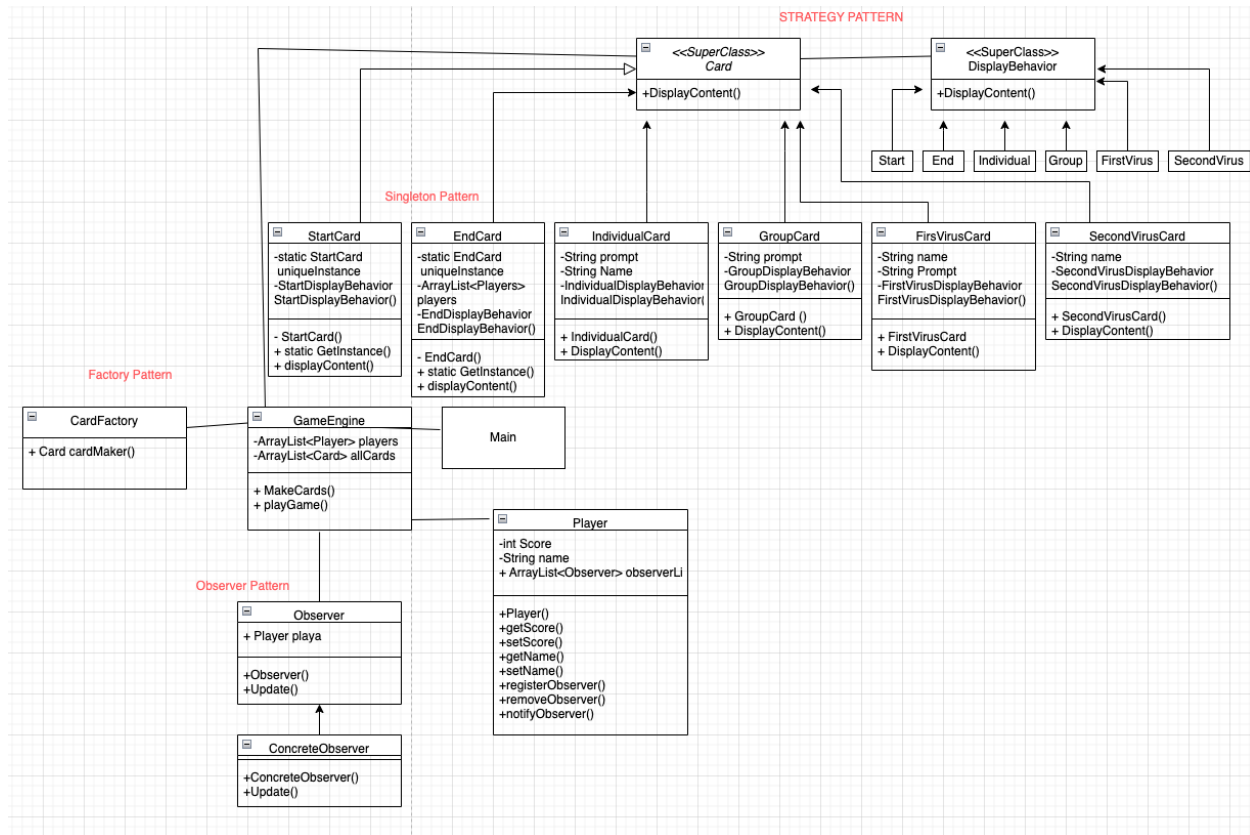 STRATEGY PATTERN
<<SuperClass>>
Card
+DisplayContent()
<<SuperClass>>
DisplayBehavior
+DisplayContent()
Start
End
Individual
Group
FirstVirus
SecondVirus
Singleton Pattern
StartCard
-static StartCard
uniqueInstance
-StartDisplayBehavior
StartDisplayBehavior()
- StartCard()
+ static GetInstance()
+ displayContent()
EndCard
-static EndCard
uniqueInstance
-ArrayList<Players>
players
-EndDisplayBehavior
EndDisplayBehavior()
- EndCard()
+ static GetInstance()
+ displayContent()
IndividualCard
-String prompt
-String Name
-IndividualDisplayBehavior
IndividualDisplayBehavior(
+ IndividualCard()
+ DisplayContent()
GroupCard
-String prompt
-GroupDisplayBehavior
GroupDisplayBehavior()
+ GroupCard ()
+ DisplayContent()
FirsVirusCard
-String name
-String Prompt
-FirstVirusDisplayBehavior
FirstVirusDisplayBehavior()
+ FirstVirusCard
+ DisplayContent()
SecondVirusCard
-String name
-SecondVirusDisplayBehavior
SecondVirusDisplayBehavior()
+ SecondVirusCard()
+ DisplayContent()
Factory Pattern
CardFactory
+ Card cardMaker()
GameEngine
-ArrayList<Player> players
-ArrayList<Card> allCards
+ MakeCards()
+ playGame()
Main
Player
-int Score
-String name
+ ArrayList<Observer> observerLi
+Player()
+getScore()
+setScore()
+getName()
+setName()
+registerObserver()
+removeObserver()
+notifyObserver()
Observer Pattern
Observer
+ Player playa
+Observer()
+Update()
ConcreteObserver
+ConcreteObserver()
+Update()